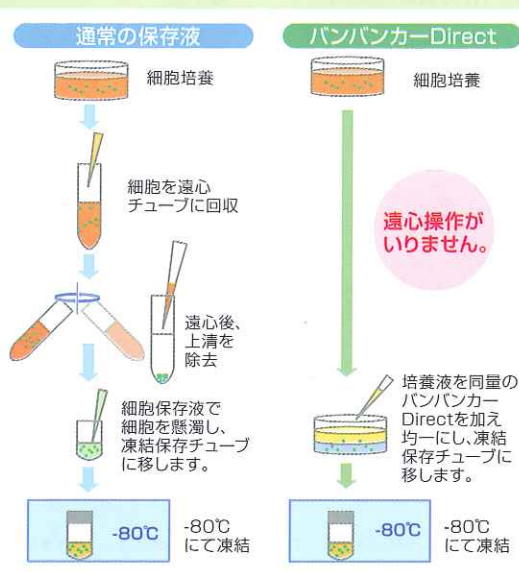 通常の保存液
細胞培養
細胞を遠心
チューブに回収
遠心後、
上清を
除去
細胞保存液で
細胞を懸濁し、
凍結保存チューブ
に移します。
-80℃
-80℃
にて凍結
バンバンカーDirect
細胞培養
遠心操作が
いりません。
培養液を同量の
バンバンカー
Directを加え
均一にし、凍結
保存チューブに
移します。
-80℃
-80℃
にて凍結